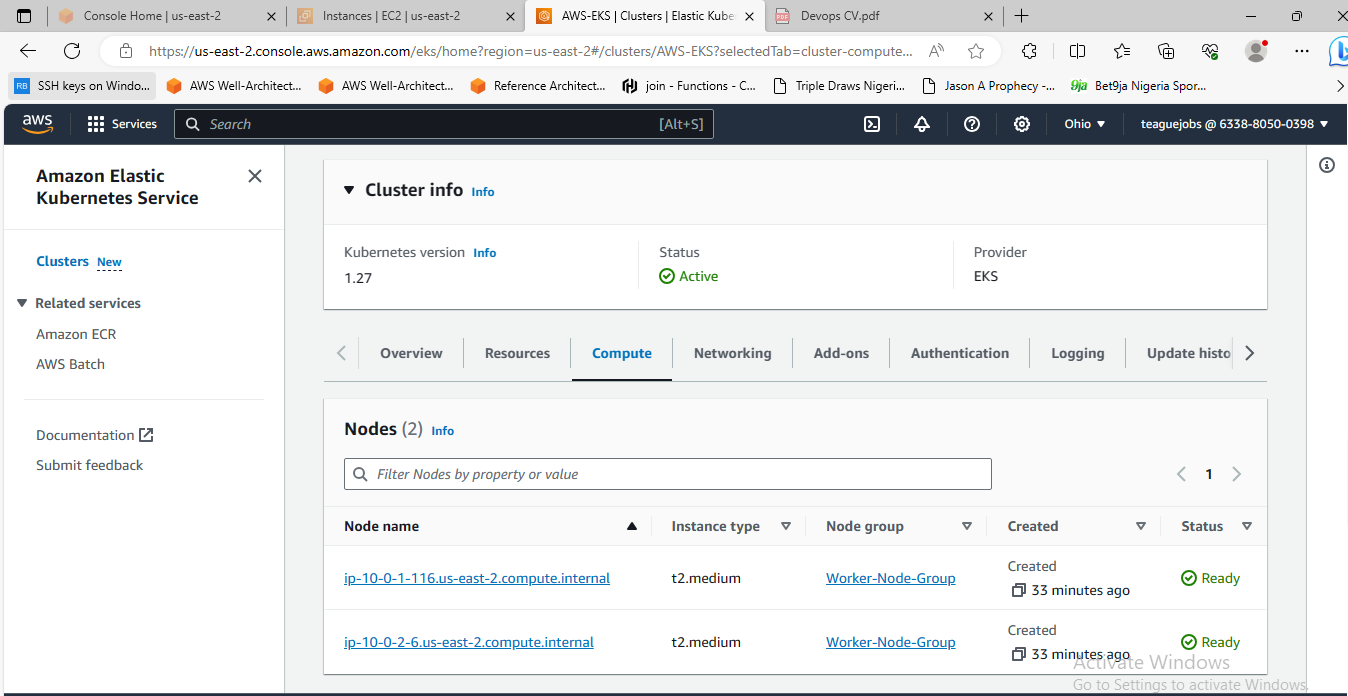 Console Home | us-east-2
Instances | EC2 | us-east-2
AWS-EKS | Clusters | Elastic Kube
Devops CV.pdf
https://us-east-2.console.aws.amazon.com/eks/home?region=us-east-2#/clusters/AWS-EKS?selectedTab=cluster-compute...
RB SSH keys on Windo...
AWS Well-Architect...
AWS Well-Architect...
Reference Architect...
join - Functions - C...
Triple Draws Nigeri...
Jason A Prophecy -...
9ja Bet9ja Nigeria Spor...
aws
Services
Search [Alt+S]
Ohio
teaguejobs @ 6338-8050-0398
Amazon Elastic
Kubernetes Service
Clusters New
Related services
Amazon ECR
AWS Batch
Documentation
Submit feedback
Cluster info Info
Kubernetes version Info
1.27
Status
Active
Provider
EKS
Overview
Resources
Compute
Networking
Add-ons
Authentication
Logging
Update histo
Nodes (2) Info
Filter Nodes by property or value
1
Node name Instance type Node group Created Status
ip-10-0-1-116.us-east-2.compute.internal t2.medium Worker-Node-Group Created 33 minutes ago Ready
ip-10-0-2-6.us-east-2.compute.internal t2.medium Worker-Node-Group Created 33 minutes ago Ready
Activate Windows
Go to Settings to activate Windows.